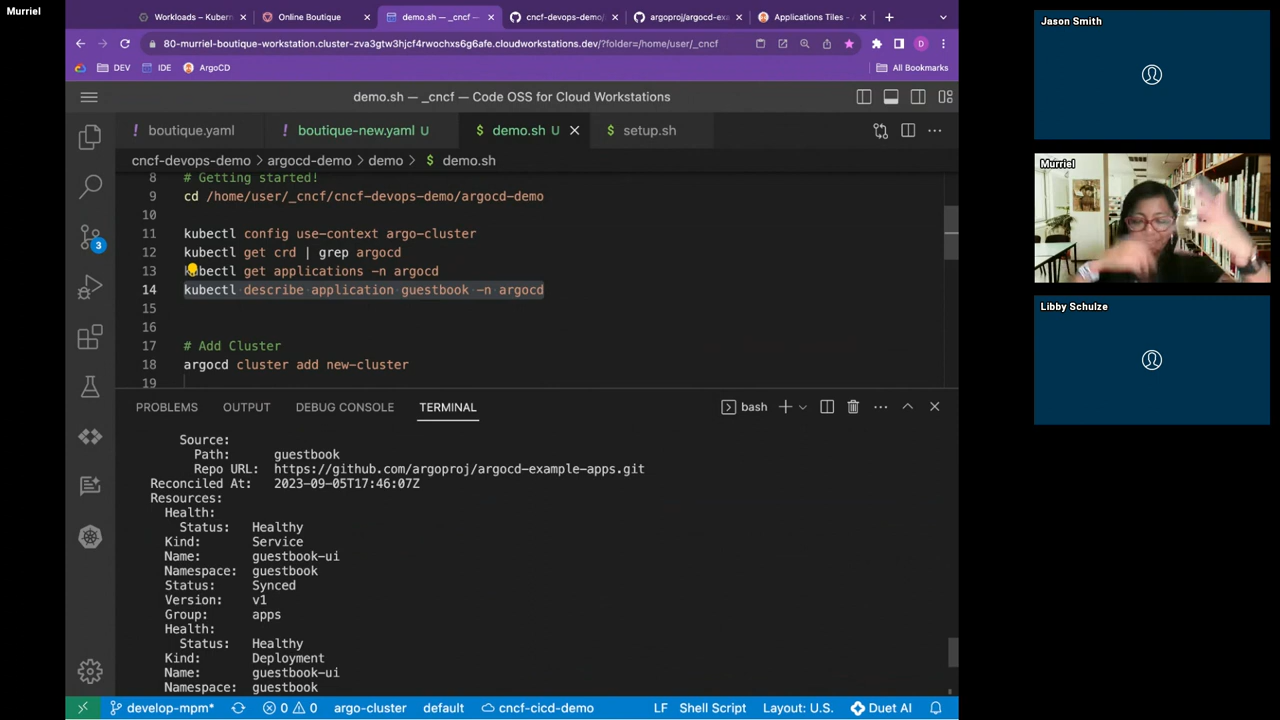 Murriel
Workloads – Kuberr
Online Boutique
demo.sh — _cncf – C
cncf-devops-demo/
argoproj/argocd-exa
Applications Tiles -
80-murriel-boutique-workstation.cluster-zva3gtw3hjcf4rwochxs6g6afe.cloudworkstations.dev/?folder=/home/user/_cncf
D
DEV
IDE
ArgoCD
All Bookmarks
demo.sh — _cncf — Code OSS for Cloud Workstations
! boutique.yaml
! boutique-new.yaml U
$ demo.sh U
$ setup.sh
cncf-devops-demo > argocd-demo > demo > $ demo.sh
8 # Getting started!
9 cd /home/user/_cncf/cncf-devops-demo/argocd-demo
10
11 kubectl config use-context argo-cluster
12 kubectl get crd | grep argocd
13 kubectl get applications -n argocd
14 kubectl describe application guestbook -n argocd
15
16
17 # Add Cluster
18 argocd cluster add new-cluster
19
3
PROBLEMS
OUTPUT
DEBUG CONSOLE
TERMINAL
bash
Source:
Path: guestbook
Repo URL: https://github.com/argoproj/argocd-example-apps.git
Reconciled At: 2023-09-05T17:46:07Z
Resources:
Health:
Status: Healthy
Kind: Service
Name: guestbook-ui
Namespace: guestbook
Status: Synced
Version: v1
Group: apps
Health:
Status: Healthy
Kind: Deployment
Name: guestbook-ui
Namespace: guestbook
develop-mpm*
0
0
argo-cluster
default
cncf-cicd-demo
LF
Shell Script
Layout: U.S.
Duet AI
Jason Smith
Murriel
Libby Schulze